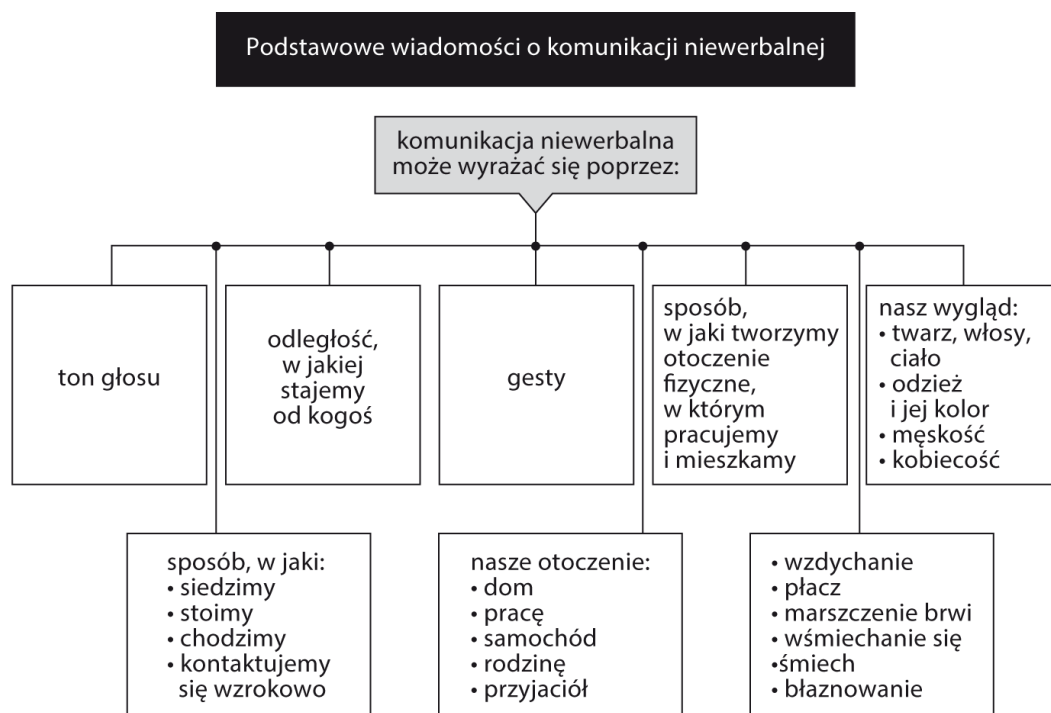 Podstawowe wiadomości o komunikacji niewerbalnej
komunikacja niewerbalna
może wyrażać się poprzez:
ton głosu
odległość,
w jakiej
stajemy
od kogoś
gesty
sposób,
w jaki tworzymy
otoczenie
fizyczne,
w którym
pracujemy
i mieszkamy
nasz wygląd:
• twarz, włosy,
ciało
• odzież
i jej kolor
• męskość
• kobiecość
sposób, w jaki:
• siedzimy
• stoimy
• chodzimy
• kontaktujemy
się wzrokowo
nasze otoczenie:
• dom
• pracę
• samochód
• rodzinę
• przyjaciół
• wzdychanie
• płacz
• marszczenie brwi
• wśmiechanie się
•śmiech
• błaznowanie